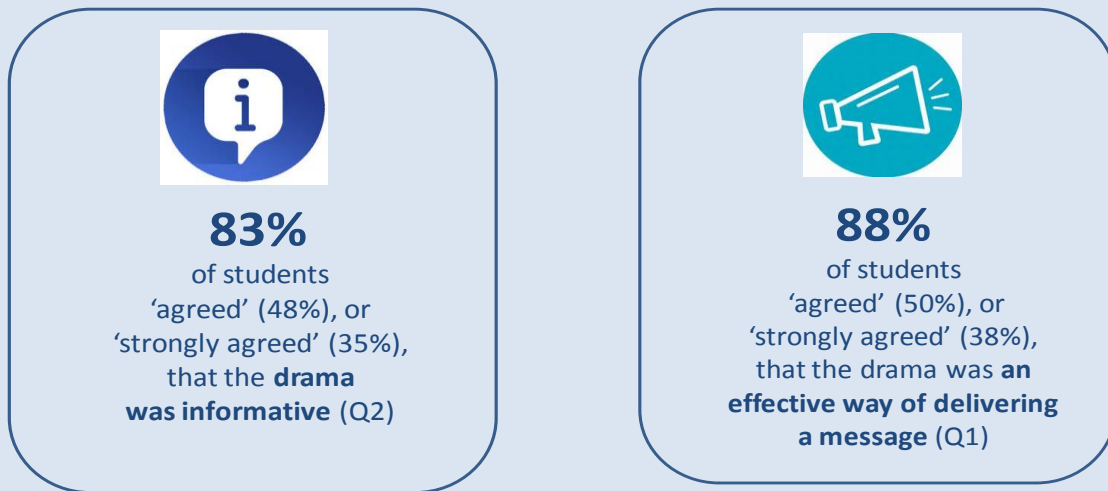 83%
of students
‘agreed’ (48%), or
‘strongly agreed’ (35%),
that the drama
was informative (Q2)
88%
of students
‘agreed’ (50%), or
‘strongly agreed’ (38%),
that the drama was an
effective way of delivering
a message (Q1)